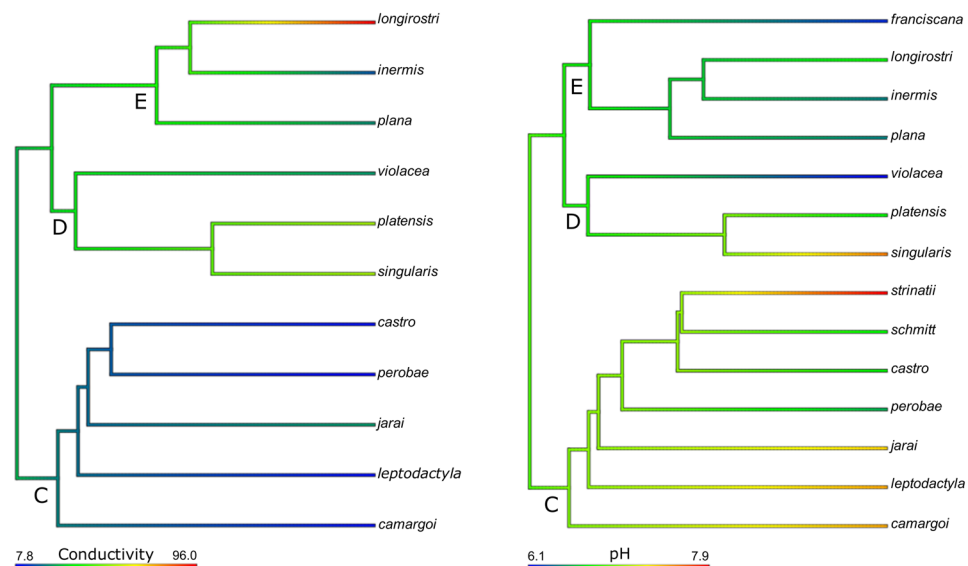 longirostri
inermis
E
plana
violacea
D
platensis
singularis
castro
perobae
jarai
leptodactyla
C
camargoi
7.8 Conductivity 96.0
franciscana
longirostri
E
inermis
plana
violacea
D
platensis
singularis
strinatii
schmitt
castro
perobae
jarai
leptodactyla
C
camargoi
6.1 pH 7.9